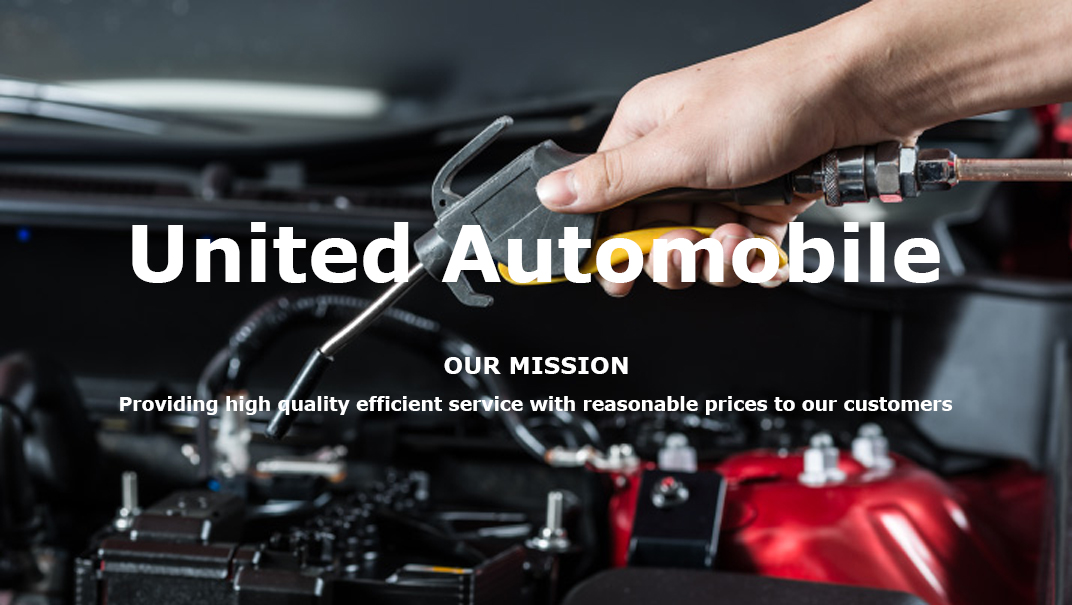 United Automobile
OUR MISSION
Providing high quality efficient service with reasonable prices to our customers